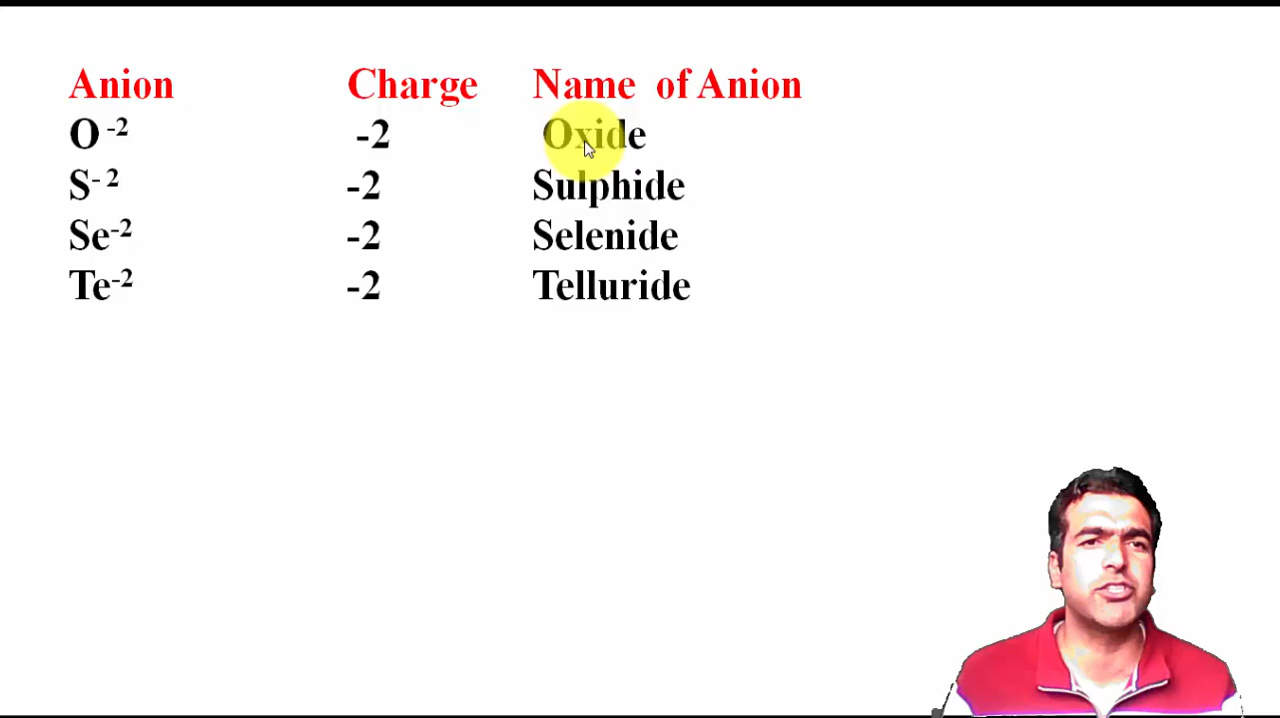 Anion Charge Name of Anion
O -2 -2 Oxide
S- 2 -2 Sulphide
Se-2 -2 Selenide
Te-2 -2 Telluride